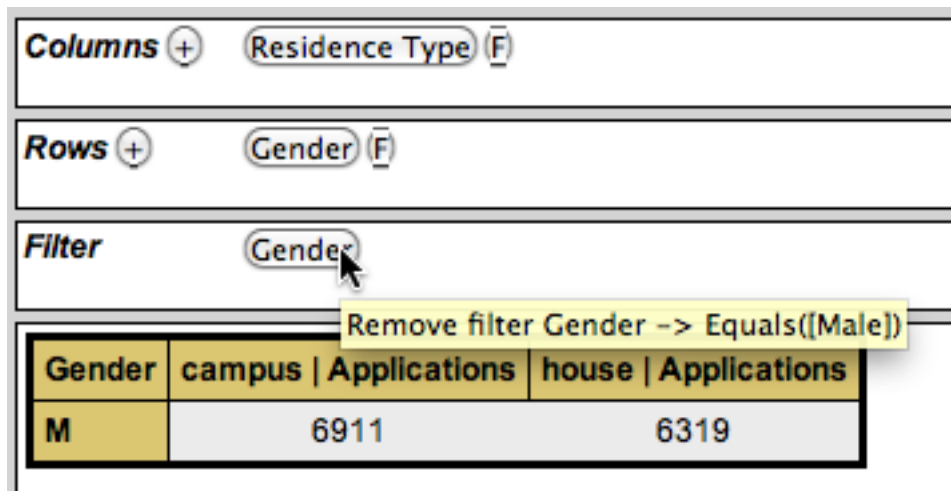 Columns + Residence Type F
Rows + Gender F
Filter Gender
Remove filter Gender -> Equals([Male])
Gender campus | Applications house | Applications
M 6911 6319